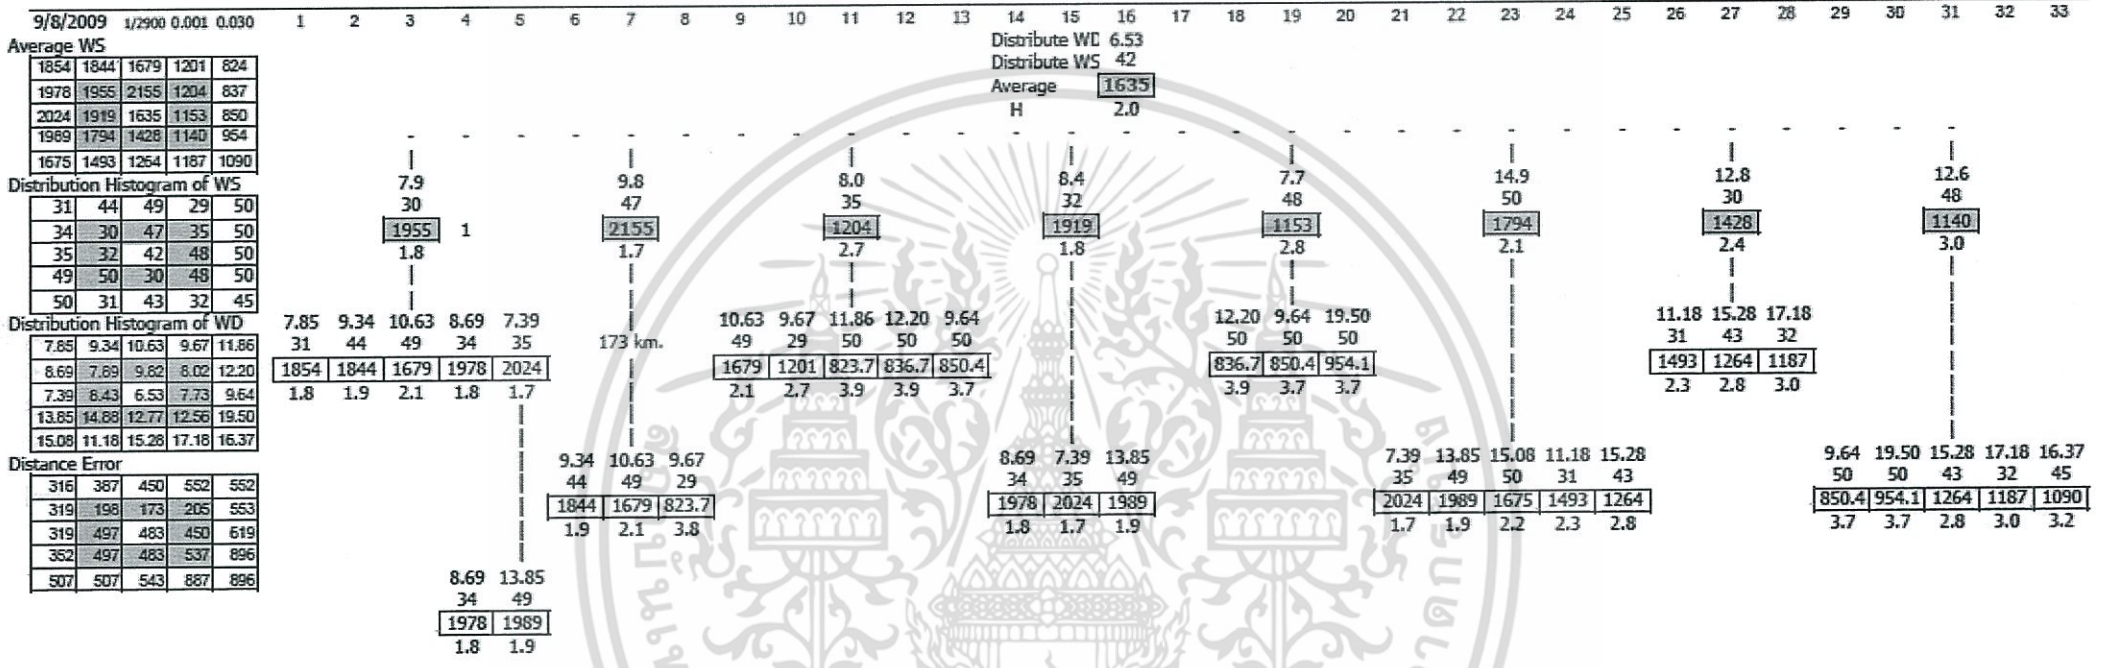 9/8/2009 1/2900 0.001 0.030 1 2 3 4 5 6 7 8 9 10 11 12 13 14 15 16 17 18 19 20 21 22 23 24 25 26 27 28 29 30 31 32 33
Average WS
1854 1844 1679 1201 824
1978 1955 2155 1204 837
2024 1919 1635 1153 850
1989 1794 1428 1140 954
1675 1493 1264 1187 1090
Distribution Histogram of WS
31 44 49 29 50
34 30 47 35 50
35 32 42 48 50
49 50 30 48 50
50 31 43 32 45
Distribution Histogram of WD
7.85 9.34 10.63 9.67 11.86
8.69 7.89 9.82 8.02 12.20
7.39 8.43 6.53 7.73 9.64
13.85 14.88 12.77 12.56 19.50
15.08 11.18 15.28 17.18 16.37
Distance Error
316 387 450 552 552
319 198 173 205 553
319 497 483 450 619
352 497 483 537 896
507 507 543 887 896
Distribute WD 6.53
Distribute WS 42
Average 1635
H 2.0
7.9 9.8 8.0 8.4 7.7 14.9 12.8 12.6
30 47 35 32 48 50 30 48
1955 1 2155 1204 1919 1153 1794 1428 1140
1.8 1.7 2.7 1.8 2.8 2.1 2.4 3.0
7.85 9.34 10.63 8.69 7.39 10.63 9.67 11.86 12.20 9.64 12.20 9.64 19.50 11.18 15.28 17.18
31 44 49 34 35 173 km. 49 29 50 50 50 50 50 50 31 43 32
1854 1844 1679 1978 2024 1679 1201 823.7 836.7 850.4 836.7 850.4 954.1 1493 1264 1187
1.8 1.9 2.1 1.8 1.7 2.1 2.7 3.9 3.9 3.7 3.9 3.7 3.7 2.3 2.8 3.0
9.34 10.63 9.67 8.69 7.39 13.85 7.39 13.85 15.08 11.18 15.28 9.64 19.50 15.28 17.18 16.37
44 49 29 34 35 49 35 49 50 31 43 50 50 43 32 45
1844 1679 823.7 1978 2024 1989 2024 1989 1675 1493 1264 850.4 954.1 1264 1187 1090
1.9 2.1 3.8 1.8 1.7 1.9 1.7 1.9 2.2 2.3 2.8 3.7 3.7 2.8 3.0 3.2
8.69 13.85
34 49
1978 1989
1.8 1.9